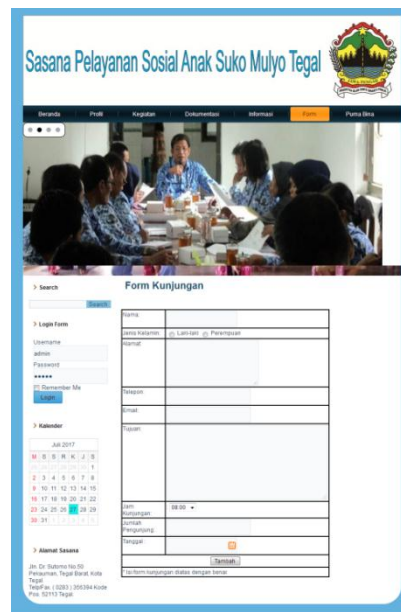 Sasana Pelayanan Sosial Anak Suko Mulyo Tegal
Beranda Profil Kegiatan Dokumentasi Informasi Form Purna Bina
Search
Search
Login Form
Username
admin
Password
Remember Me
Login
Kalender
Juli 2017
M S S R K J S
1
2 3 4 5 6 7 8
9 10 11 12 13 14 15
16 17 18 19 20 21 22
23 24 25 26 27 28 29
30 31
Alamat Sasana
Jln. Dr. Sutomo No.50
Penauman, Tegal Barat, Kota
Tegal
Telp/Fax. ( 0283 ) 356394 Kode
Pos. 52113 Tegal
Form Kunjungan
Nama
Jenis Kelamin Laki-laki Perempuan
Alamat
Telepon
Email
Tujuan
Jam
Kunjungan 08:00
Jumlah
Pengunjung
Tanggal
Tambah
* Isi form kunjungan diatas dengan benar